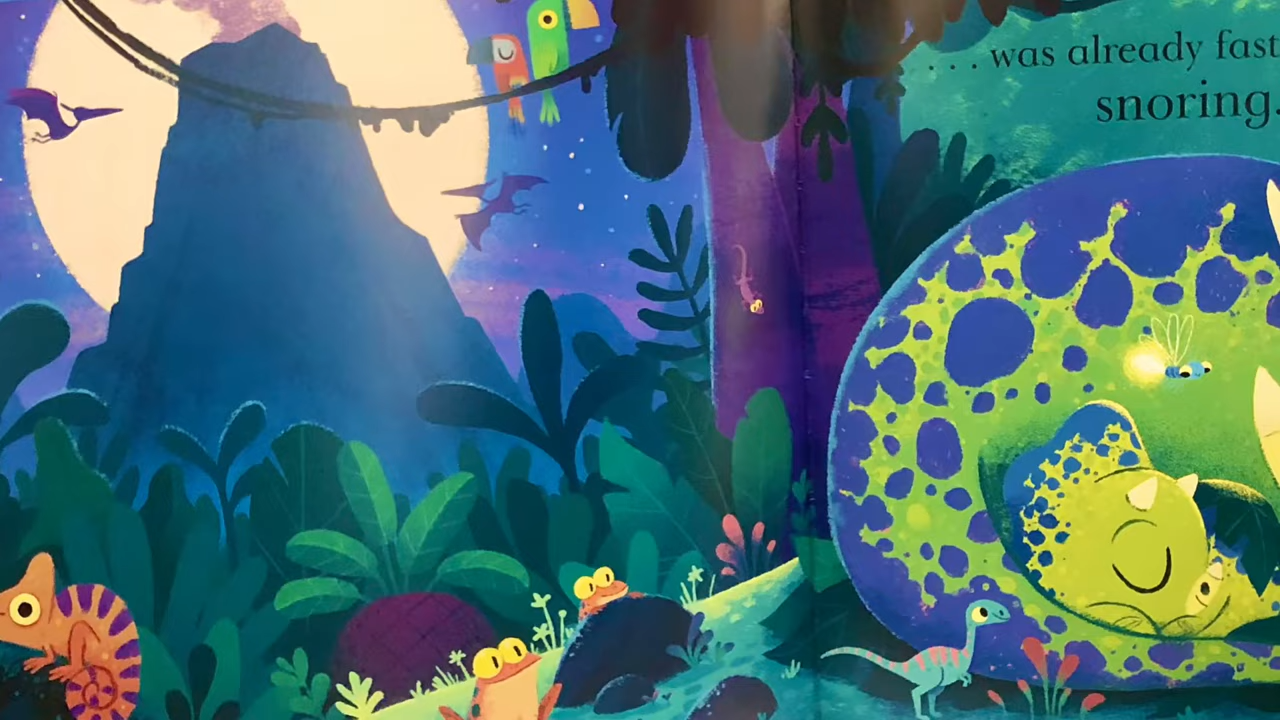 . . . was already fast
snoring.